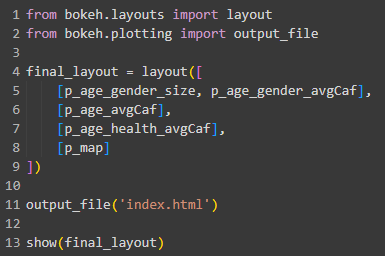 1 from bokeh.layouts import layout
2 from bokeh.plotting import output_file
3
4 final_layout = layout([
5     [p_age_gender_size, p_age_gender_avgCaf],
6     [p_age_avgCaf],
7     [p_age_health_avgCaf],
8     [p_map]
9 ])
10
11 output_file('index.html')
12
13 show(final_layout)